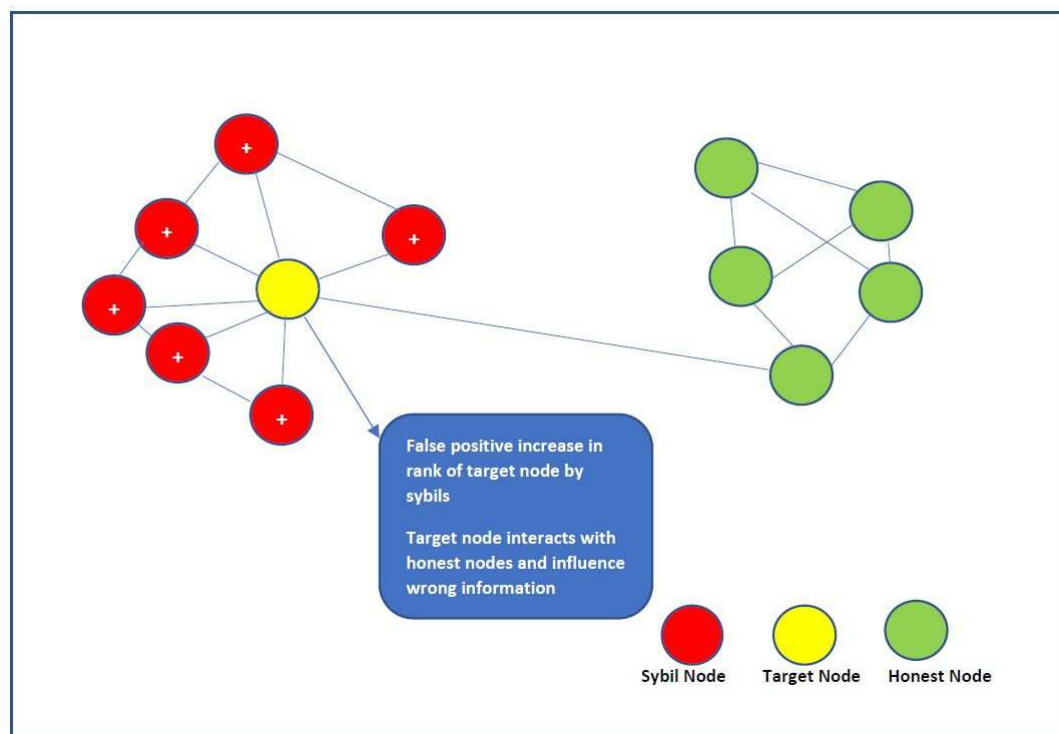 +
+
+
+
+
+
False positive increase in
rank of target node by
sybils
Target node interacts with
honest nodes and influence
wrong information
Sybil Node
Target Node
Honest Node